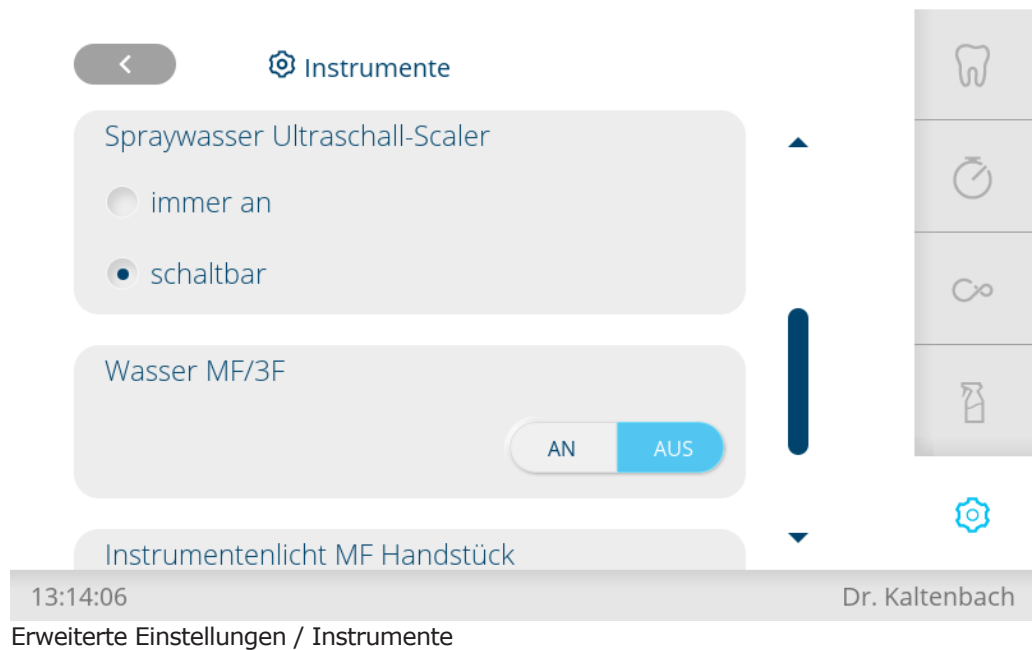 Instrumente
Spraywasser Ultraschall-Scaler
immer an
schaltbar
Wasser MF/3F
AN AUS
Instrumentenlicht MF Handstück
13:14:06 Dr. Kaltenbach
Erweiterte Einstellungen / Instrumente